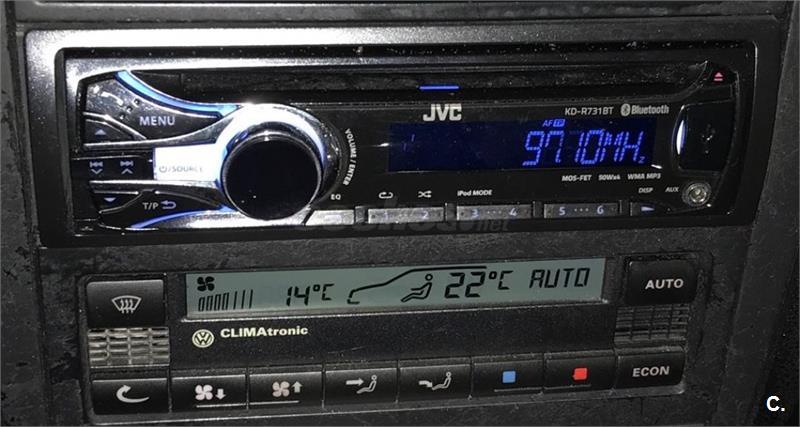 JVC
KD-R731BT Bluetooth
MENU
VOLUME / ENTER
AF TP
97.10MHz
⏻/SOURCE
T/P
EQ
iPod MODE
MOS-FET 50Wx4 WMA MP3
DISP AUX
1 2 3 4 5 6
14°C 22°C AUTO
AUTO
CLIMAtronic
ECON
C.